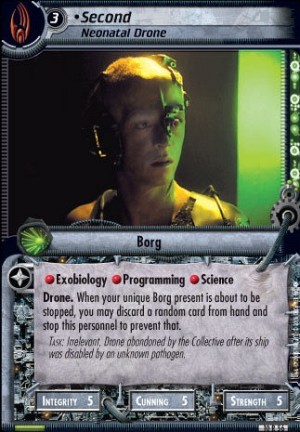 3 •Second
Neonatal Drone
Borg
Exobiology Programming Science
Drone. When your unique Borg present is about to be
stopped, you may discard a random card from hand and
stop this personnel to prevent that.
Task: Irrelevant. Drone abandoned by the Collective after its ship
was disabled by an unknown pathogen.
Integrity 5 Cunning 5 Strength 5